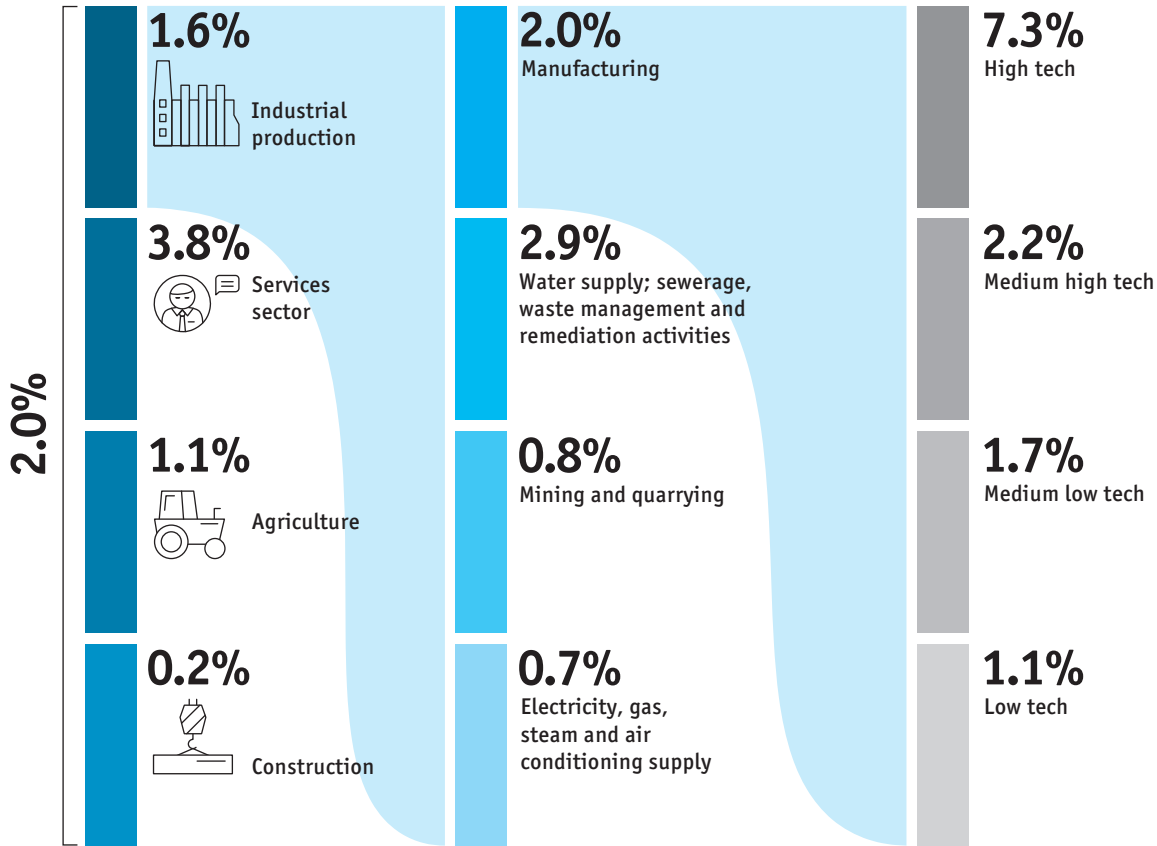 2.0%
1.6%
Industrial
production
3.8%
Services
sector
1.1%
Agriculture
0.2%
Construction
2.0%
Manufacturing
2.9%
Water supply; sewerage,
waste management and
remediation activities
0.8%
Mining and quarrying
0.7%
Electricity, gas,
steam and air
conditioning supply
7.3%
High tech
2.2%
Medium high tech
1.7%
Medium low tech
1.1%
Low tech